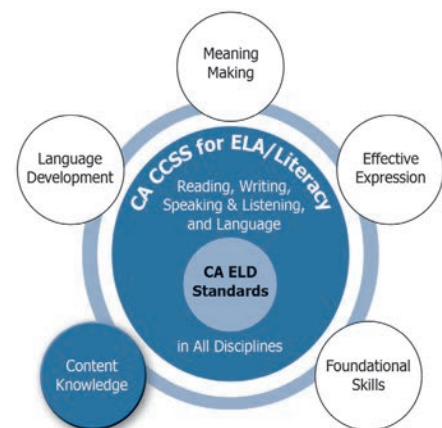 Meaning
Making
Language
Development
Effective
Expression
CA CCSS for ELA/Literacy
Reading, Writing,
Speaking & Listening,
and Language
CA ELD
Standards
in All Disciplines
Content
Knowledge
Foundational
Skills